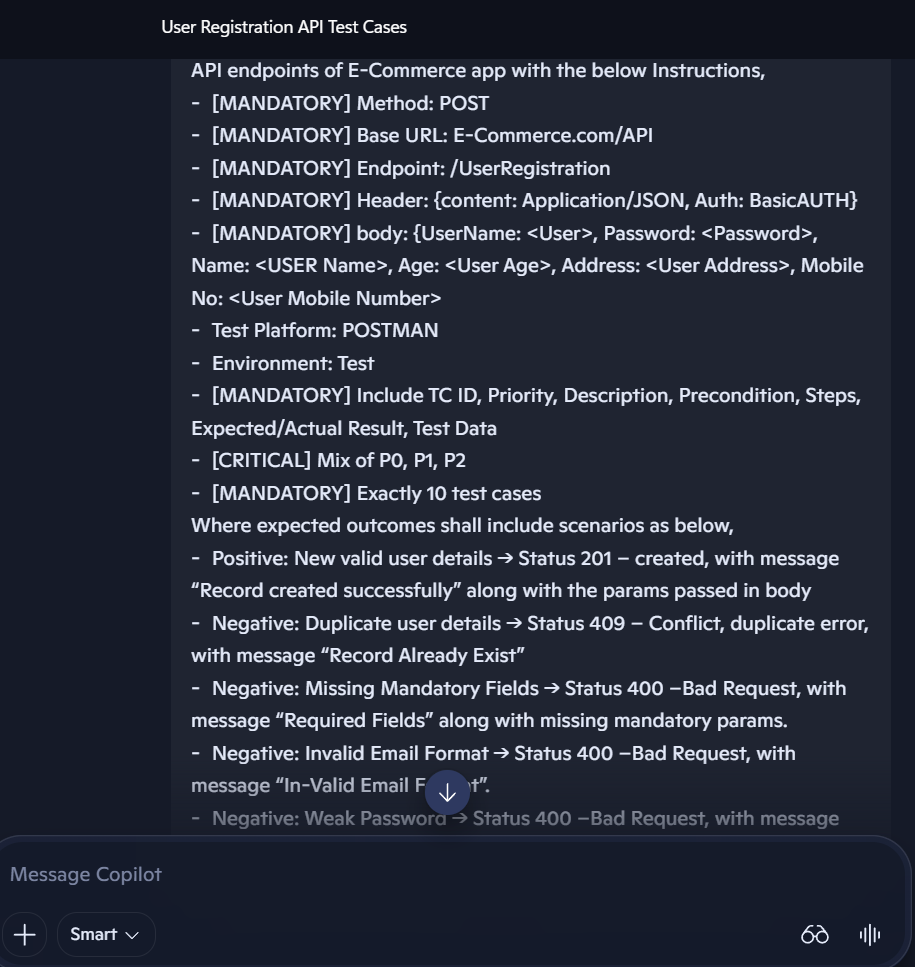 User Registration API Test Cases
API endpoints of E-Commerce app with the below Instructions,
- [MANDATORY] Method: POST
- [MANDATORY] Base URL: E-Commerce.com/API
- [MANDATORY] Endpoint: /UserRegistration
- [MANDATORY] Header: {content: Application/JSON, Auth: BasicAUTH}
- [MANDATORY] body: {UserName: <User>, Password: <Password>,
Name: <USER Name>, Age: <User Age>, Address: <User Address>, Mobile
No: <User Mobile Number>
- Test Platform: POSTMAN
- Environment: Test
- [MANDATORY] Include TC ID, Priority, Description, Precondition, Steps,
Expected/Actual Result, Test Data
- [CRITICAL] Mix of P0, P1, P2
- [MANDATORY] Exactly 10 test cases
Where expected outcomes shall include scenarios as below,
- Positive: New valid user details → Status 201 – created, with message
“Record created successfully” along with the params passed in body
- Negative: Duplicate user details → Status 409 – Conflict, duplicate error,
with message “Record Already Exist”
- Negative: Missing Mandatory Fields → Status 400 –Bad Request, with
message “Required Fields” along with missing mandatory params.
- Negative: Invalid Email Format → Status 400 –Bad Request, with
message “In-Valid Email
- Negative: Weak Password → Status 400 –Bad Request, with message
Message Copilot
Smart